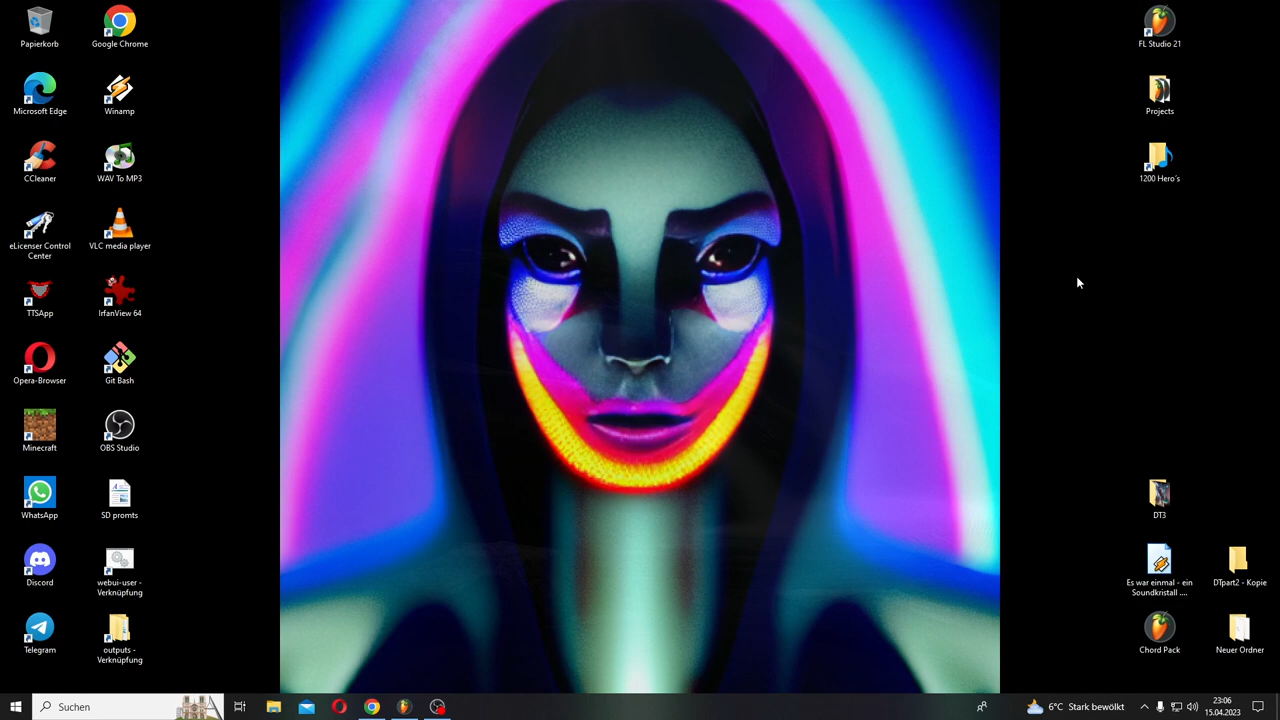 Papierkorb
Google Chrome
Microsoft Edge
Winamp
CCleaner
WAV To MP3
eLicenser Control
Center
VLC media player
TTSApp
IrfanView 64
Opera-Browser
Git Bash
Minecraft
OBS Studio
WhatsApp
SD promts
Discord
webui-user -
Verknüpfung
Telegram
outputs -
Verknüpfung
FL Studio 21
Projects
1200 Hero´s
DT3
Es war einmal - ein
Soundkristall ....
DTpart2 - Kopie
Chord Pack
Neuer Ordner
Suchen
6°C Stark bewölkt
23:06
15.04.2023